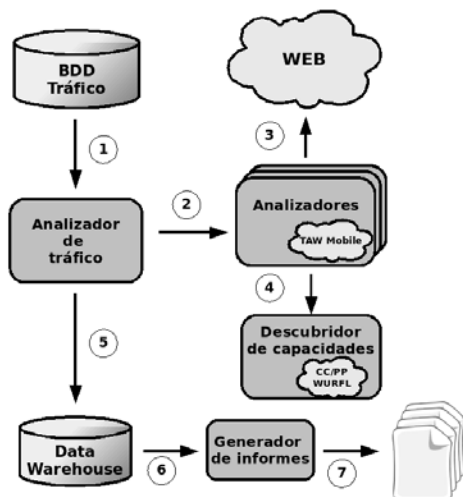 BDD
Tráfico
WEB
1
3
Analizador
de
tráfico
2
Analizadores
TAW Mobile
4
Descubridor
de capacidades
CC/PP
WURFL
5
Data
Warehouse
6
Generador
de informes
7